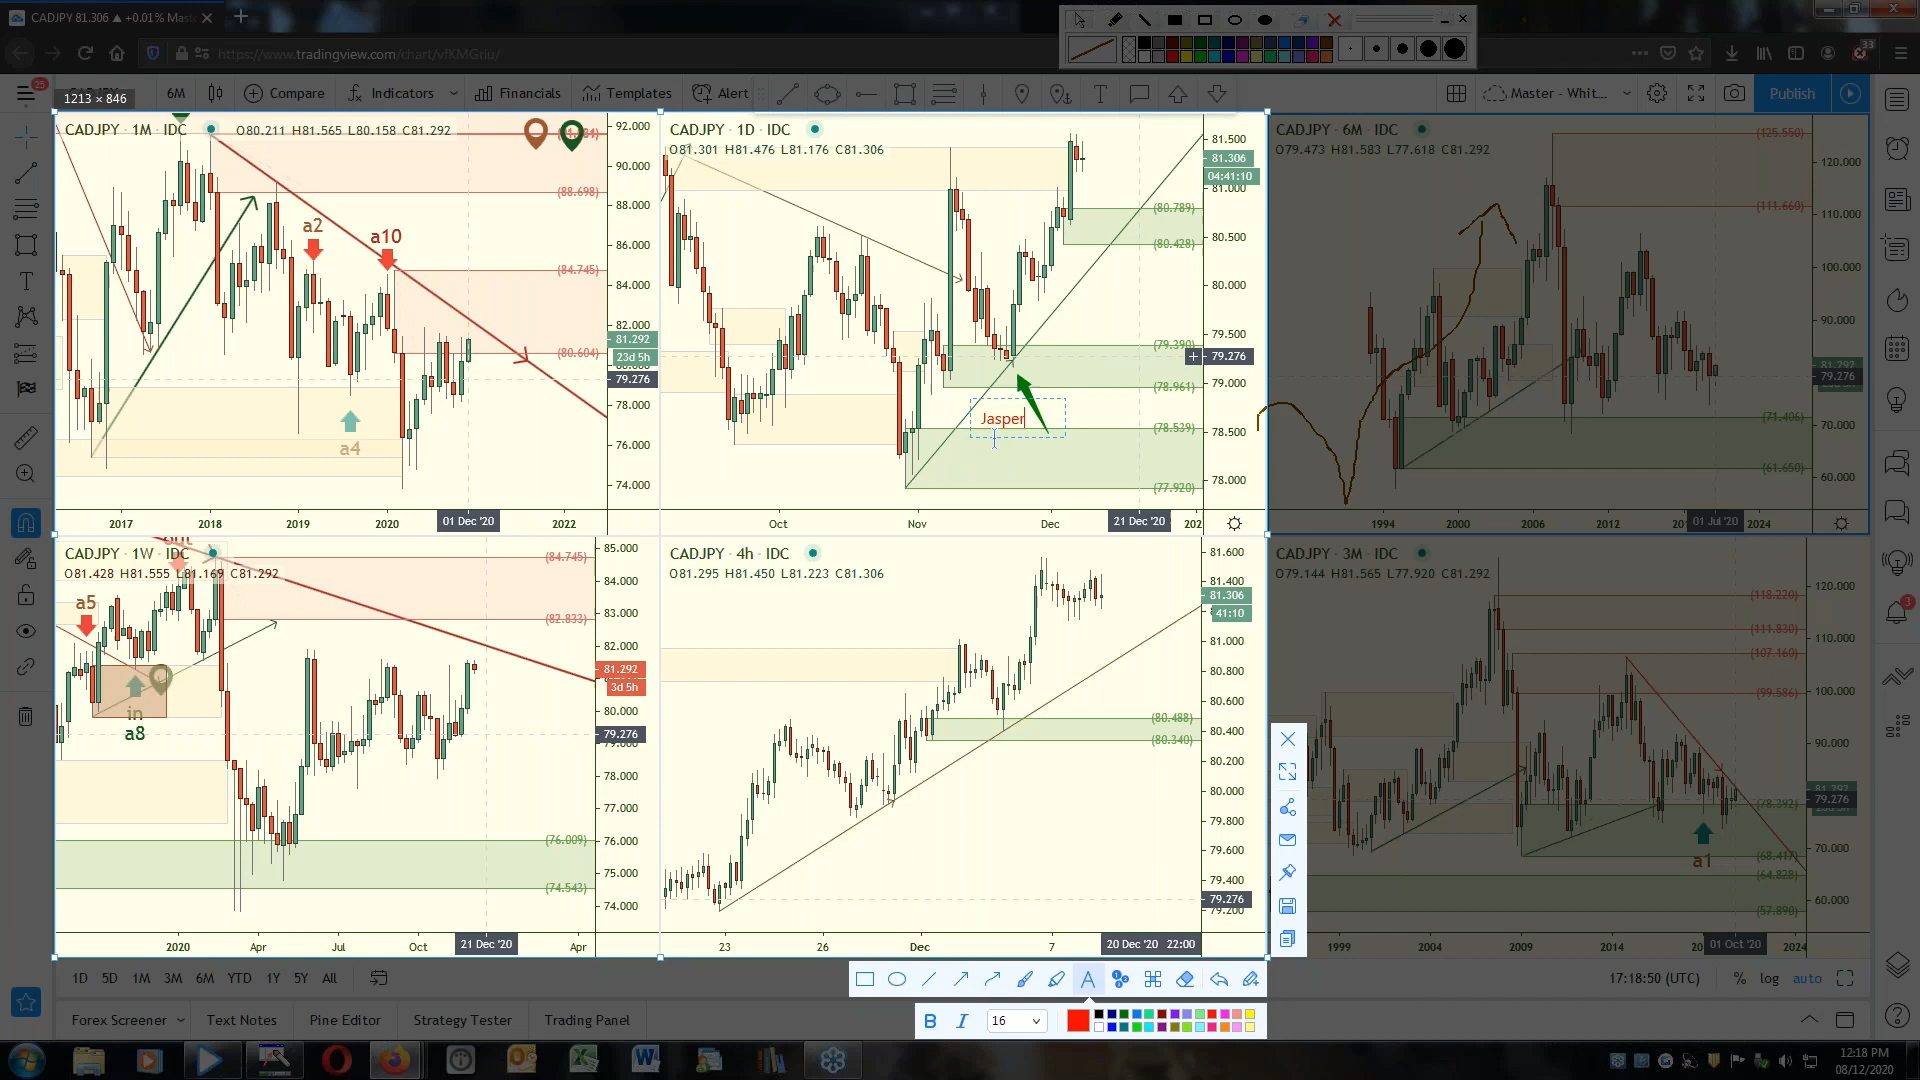 CADJPY 81.306 ▲ +0.01% Mast
https://www.tradingview.com/chart/vfKMGrlu/
33
25
1213 × 846
6M
Compare
Indicators
Financials
Templates
Alert
Master - Whit...
Publish
CADJPY · 1M · IDC
O80.211 H81.565 L80.158 C81.292
92.000
90.000
(88.698)
88.000
a2
a10
86.000
(84.745)
84.000
82.000
81.292
23d 5h
(80.604)
79.276
78.000
a4
76.000
74.000
2017
2018
2019
2020
01 Dec '20
2022
CADJPY · 1D · IDC
O81.301 H81.476 L81.176 C81.306
81.500
81.306
04:41:10
81.000
(80.789)
80.500
(80.428)
80.000
79.500
(79.390)
79.276
79.000
(78.961)
Jasper
78.500
(78.539)
78.000
(77.920)
Oct
Nov
Dec
21 Dec '20
202
CADJPY · 6M · IDC
O79.473 H81.583 L77.618 C81.292
(125.550)
120.000
(111.660)
110.000
100.000
90.000
79.276
(71.406)
70.000
(61.650)
60.000
1994
2000
2006
2012
01 Jul '20
2024
CADJPY · 1W · IDC
O81.428 H81.555 L81.169 C81.292
out
85.000
(84.745)
84.000
a5
83.000
(82.833)
82.000
81.292
3d 5h
80.000
in
a8
79.276
79.000
78.000
77.000
(76.009)
76.000
75.000
(74.543)
74.000
2020
Apr
Jul
Oct
21 Dec '20
Apr
CADJPY · 4h · IDC
O81.295 H81.450 L81.223 C81.306
81.600
81.400
81.306
41:10
81.000
80.800
80.600
(80.488)
80.400
(80.340)
80.200
80.000
79.800
79.600
79.400
79.276
79.200
23
26
Dec
7
20 Dec '20 22:00
CADJPY · 3M · IDC
O79.144 H81.565 L77.920 C81.292
120.000
(118.220)
(111.830)
110.000
(107.160)
100.000
(99.586)
90.000
79.276
(78.392)
a1
70.000
(68.417)
(64.828)
60.000
(57.890)
1999
2004
2009
2014
01 Oct '20
2024
1D 5D 1M 3M 6M YTD 1Y 5Y All
17:18:50 (UTC)
% log auto
3
Forex Screener
Text Notes
Pine Editor
Strategy Tester
Trading Panel
B I 16
12:18 PM
08/12/2020